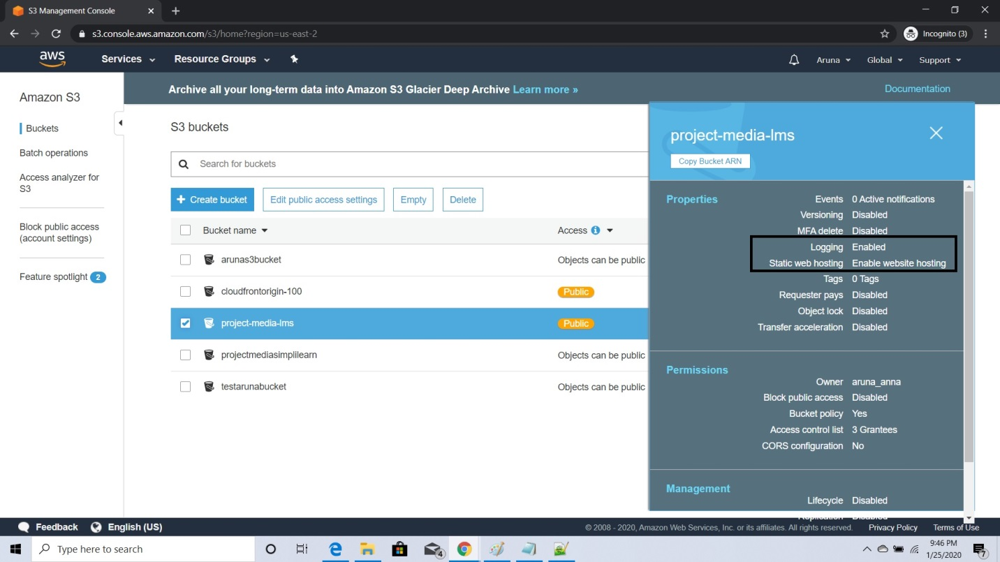 S3 Management Console
s3.console.aws.amazon.com/s3/home?region=us-east-2
Incognito (3)
aws
Services
Resource Groups
Aruna
Global
Support
Amazon S3
Buckets
Batch operations
Access analyzer for
S3
Block public access
(account settings)
Feature spotlight 2
Archive all your long-term data into Amazon S3 Glacier Deep Archive Learn more »
Documentation
S3 buckets
Search for buckets
+ Create bucket
Edit public access settings
Empty
Delete
Bucket name
Access
arunas3bucket Objects can be public
cloudfrontorigin-100 Public
project-media-lms Public
projectmediasimplilearn Objects can be public
testarunabucket Objects can be public
project-media-lms
Copy Bucket ARN
Properties
Events 0 Active notifications
Versioning Disabled
MFA delete Disabled
Logging Enabled
Static web hosting Enable website hosting
Tags 0 Tags
Requester pays Disabled
Object lock Disabled
Transfer acceleration Disabled
Permissions
Owner aruna_anna
Block public access Disabled
Bucket policy Yes
Access control list 3 Grantees
CORS configuration No
Management
Lifecycle Disabled
Replication Disabled
Feedback
English (US)
© 2008 - 2020, Amazon Web Services, Inc. or its affiliates. All rights reserved.
Privacy Policy
Terms of Use
Type here to search
4
9:46 PM
1/25/2020
7